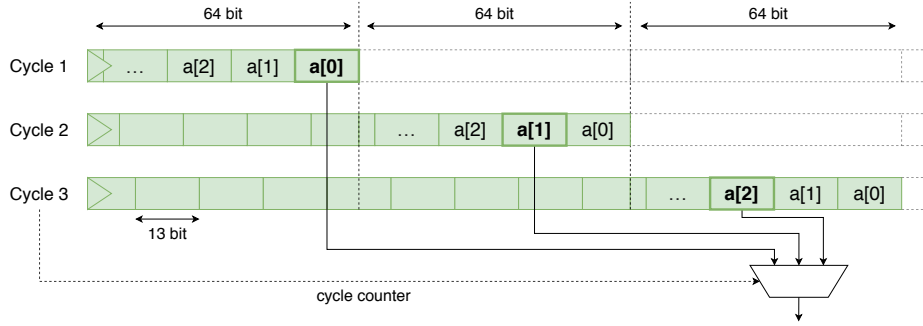 64 bit 64 bit 64 bit
Cycle 1 ... a[2] a[1] a[0]
Cycle 2 ... a[2] a[1] a[0]
Cycle 3 ... a[2] a[1] a[0]
13 bit
cycle counter